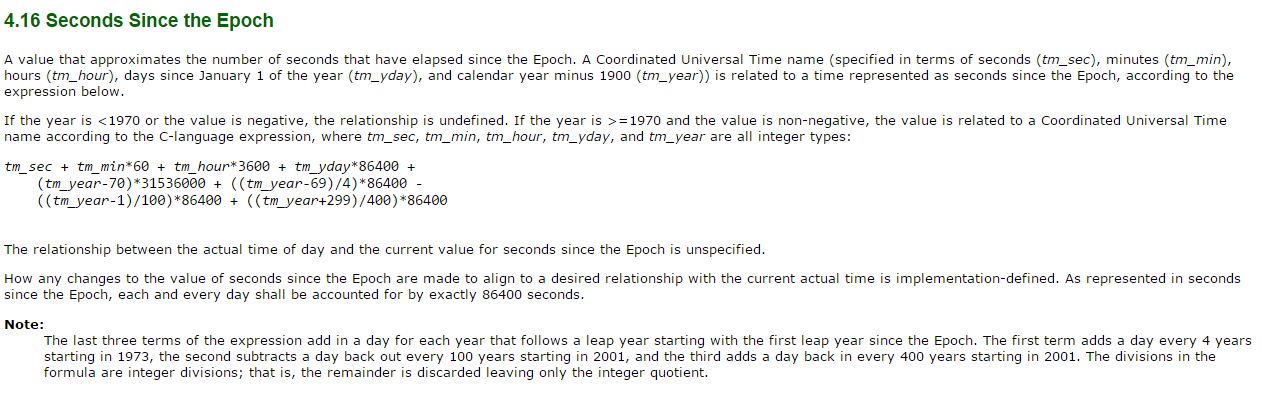 4.16 Seconds Since the Epoch
A value that approximates the number of seconds that have elapsed since the Epoch. A Coordinated Universal Time name (specified in terms of seconds (tm_sec), minutes (tm_min),
hours (tm_hour), days since January 1 of the year (tm_yday), and calendar year minus 1900 (tm_year)) is related to a time represented as seconds since the Epoch, according to the
expression below.
If the year is <1970 or the value is negative, the relationship is undefined. If the year is >=1970 and the value is non-negative, the value is related to a Coordinated Universal Time
name according to the C-language expression, where tm_sec, tm_min, tm_hour, tm_yday, and tm_year are all integer types:
tm_sec + tm_min*60 + tm_hour*3600 + tm_yday*86400 +
(tm_year-70)*31536000 + ((tm_year-69)/4)*86400 -
((tm_year-1)/100)*86400 + ((tm_year+299)/400)*86400
The relationship between the actual time of day and the current value for seconds since the Epoch is unspecified.
How any changes to the value of seconds since the Epoch are made to align to a desired relationship with the current actual time is implementation-defined. As represented in seconds
since the Epoch, each and every day shall be accounted for by exactly 86400 seconds.
Note:
The last three terms of the expression add in a day for each year that follows a leap year starting with the first leap year since the Epoch. The first term adds a day every 4 years
starting in 1973, the second subtracts a day back out every 100 years starting in 2001, and the third adds a day back in every 400 years starting in 2001. The divisions in the
formula are integer divisions; that is, the remainder is discarded leaving only the integer quotient.